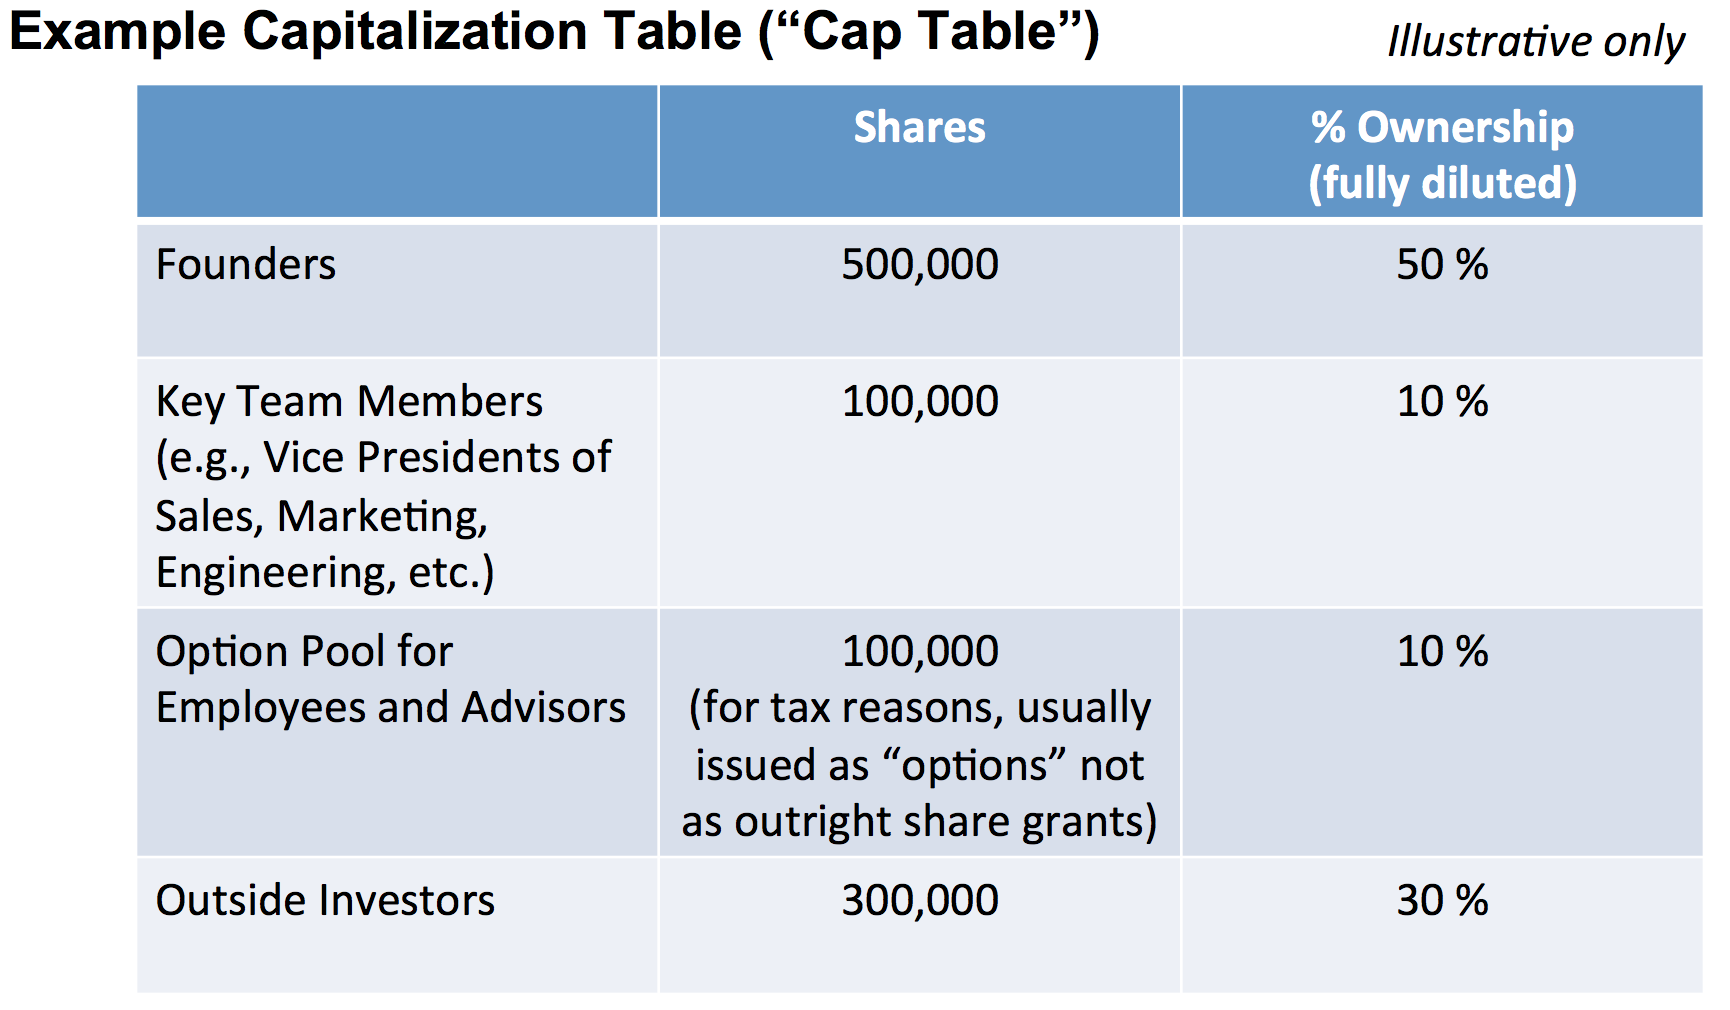 Example Capitalization Table (“Cap Table”)
Illustrative only
Shares
% Ownership
(fully diluted)
Founders
500,000
50 %
Key Team Members
(e.g., Vice Presidents of
Sales, Marketing,
Engineering, etc.)
100,000
10 %
Option Pool for
Employees and Advisors
100,000
(for tax reasons, usually
issued as “options” not
as outright share grants)
10 %
Outside Investors
300,000
30 %